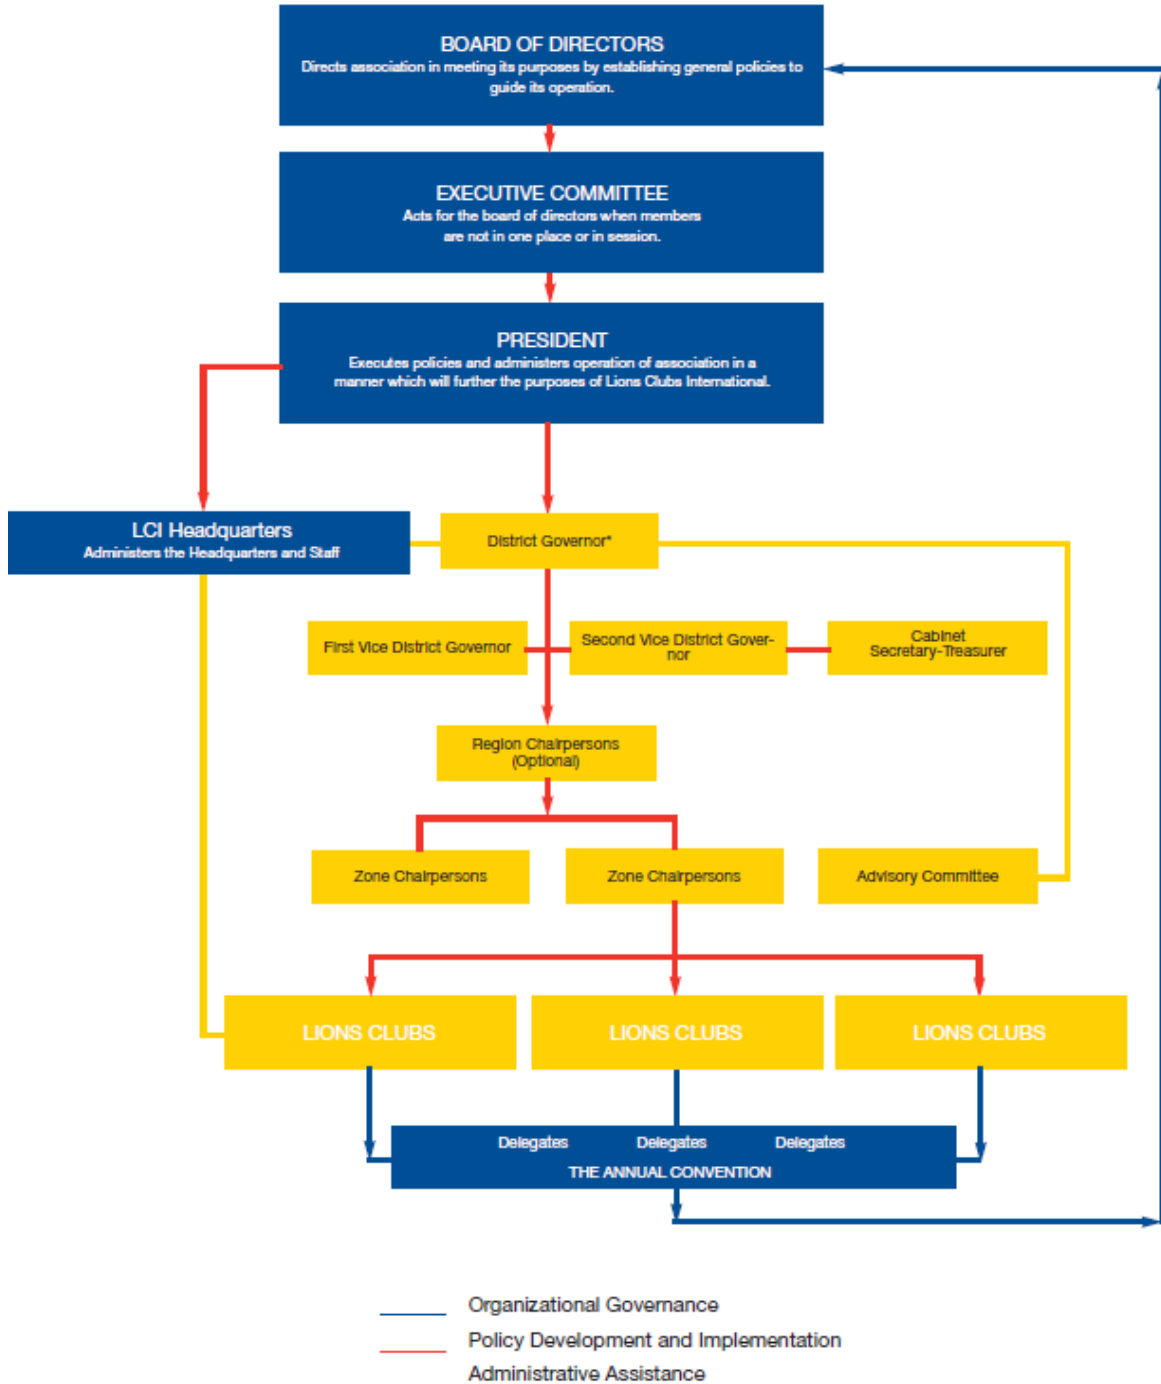 BOARD OF DIRECTORS
Directs association in meeting its purposes by establishing general policies to
guide its operation.
EXECUTIVE COMMITTEE
Acts for the board of directors when members
are not in one place or in session.
PRESIDENT
Executes policies and administers operation of association in a
manner which will further the purposes of Lions Clubs International.
LCI Headquarters
Administers the Headquarters and Staff
District Governor*
First Vice District Governor
Second Vice District Gover-
nor
Cabinet
Secretary-Treasurer
Region Chairpersons
(Optional)
Zone Chairpersons
Zone Chairpersons
Advisory Committee
LIONS CLUBS
LIONS CLUBS
LIONS CLUBS
Delegates Delegates Delegates
THE ANNUAL CONVENTION
Organizational Governance
Policy Development and Implementation
Administrative Assistance